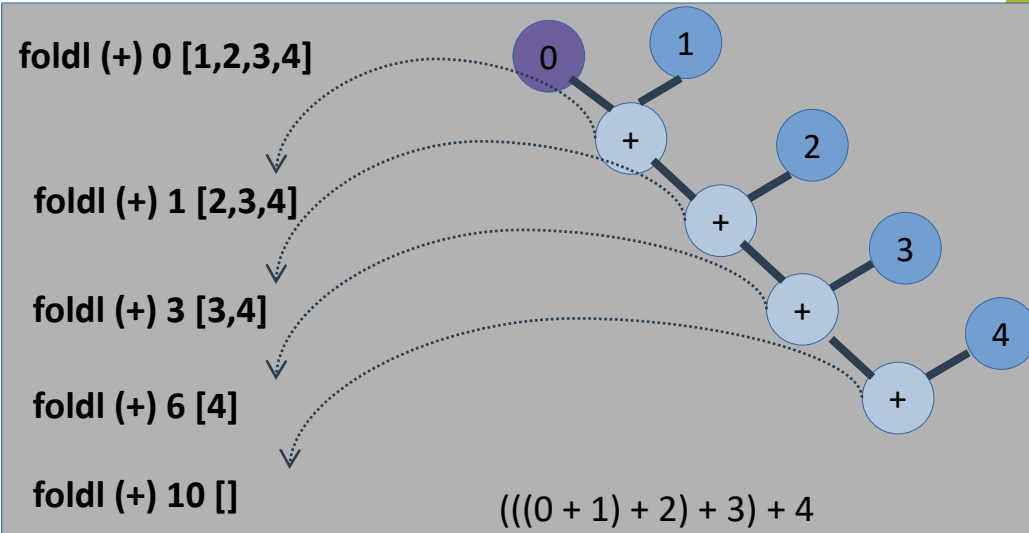 foldl (+) 0 [1,2,3,4]
0
1
+
2
foldl (+) 1 [2,3,4]
+
3
foldl (+) 3 [3,4]
+
4
foldl (+) 6 [4]
+
foldl (+) 10 []
(((0 + 1) + 2) + 3) + 4